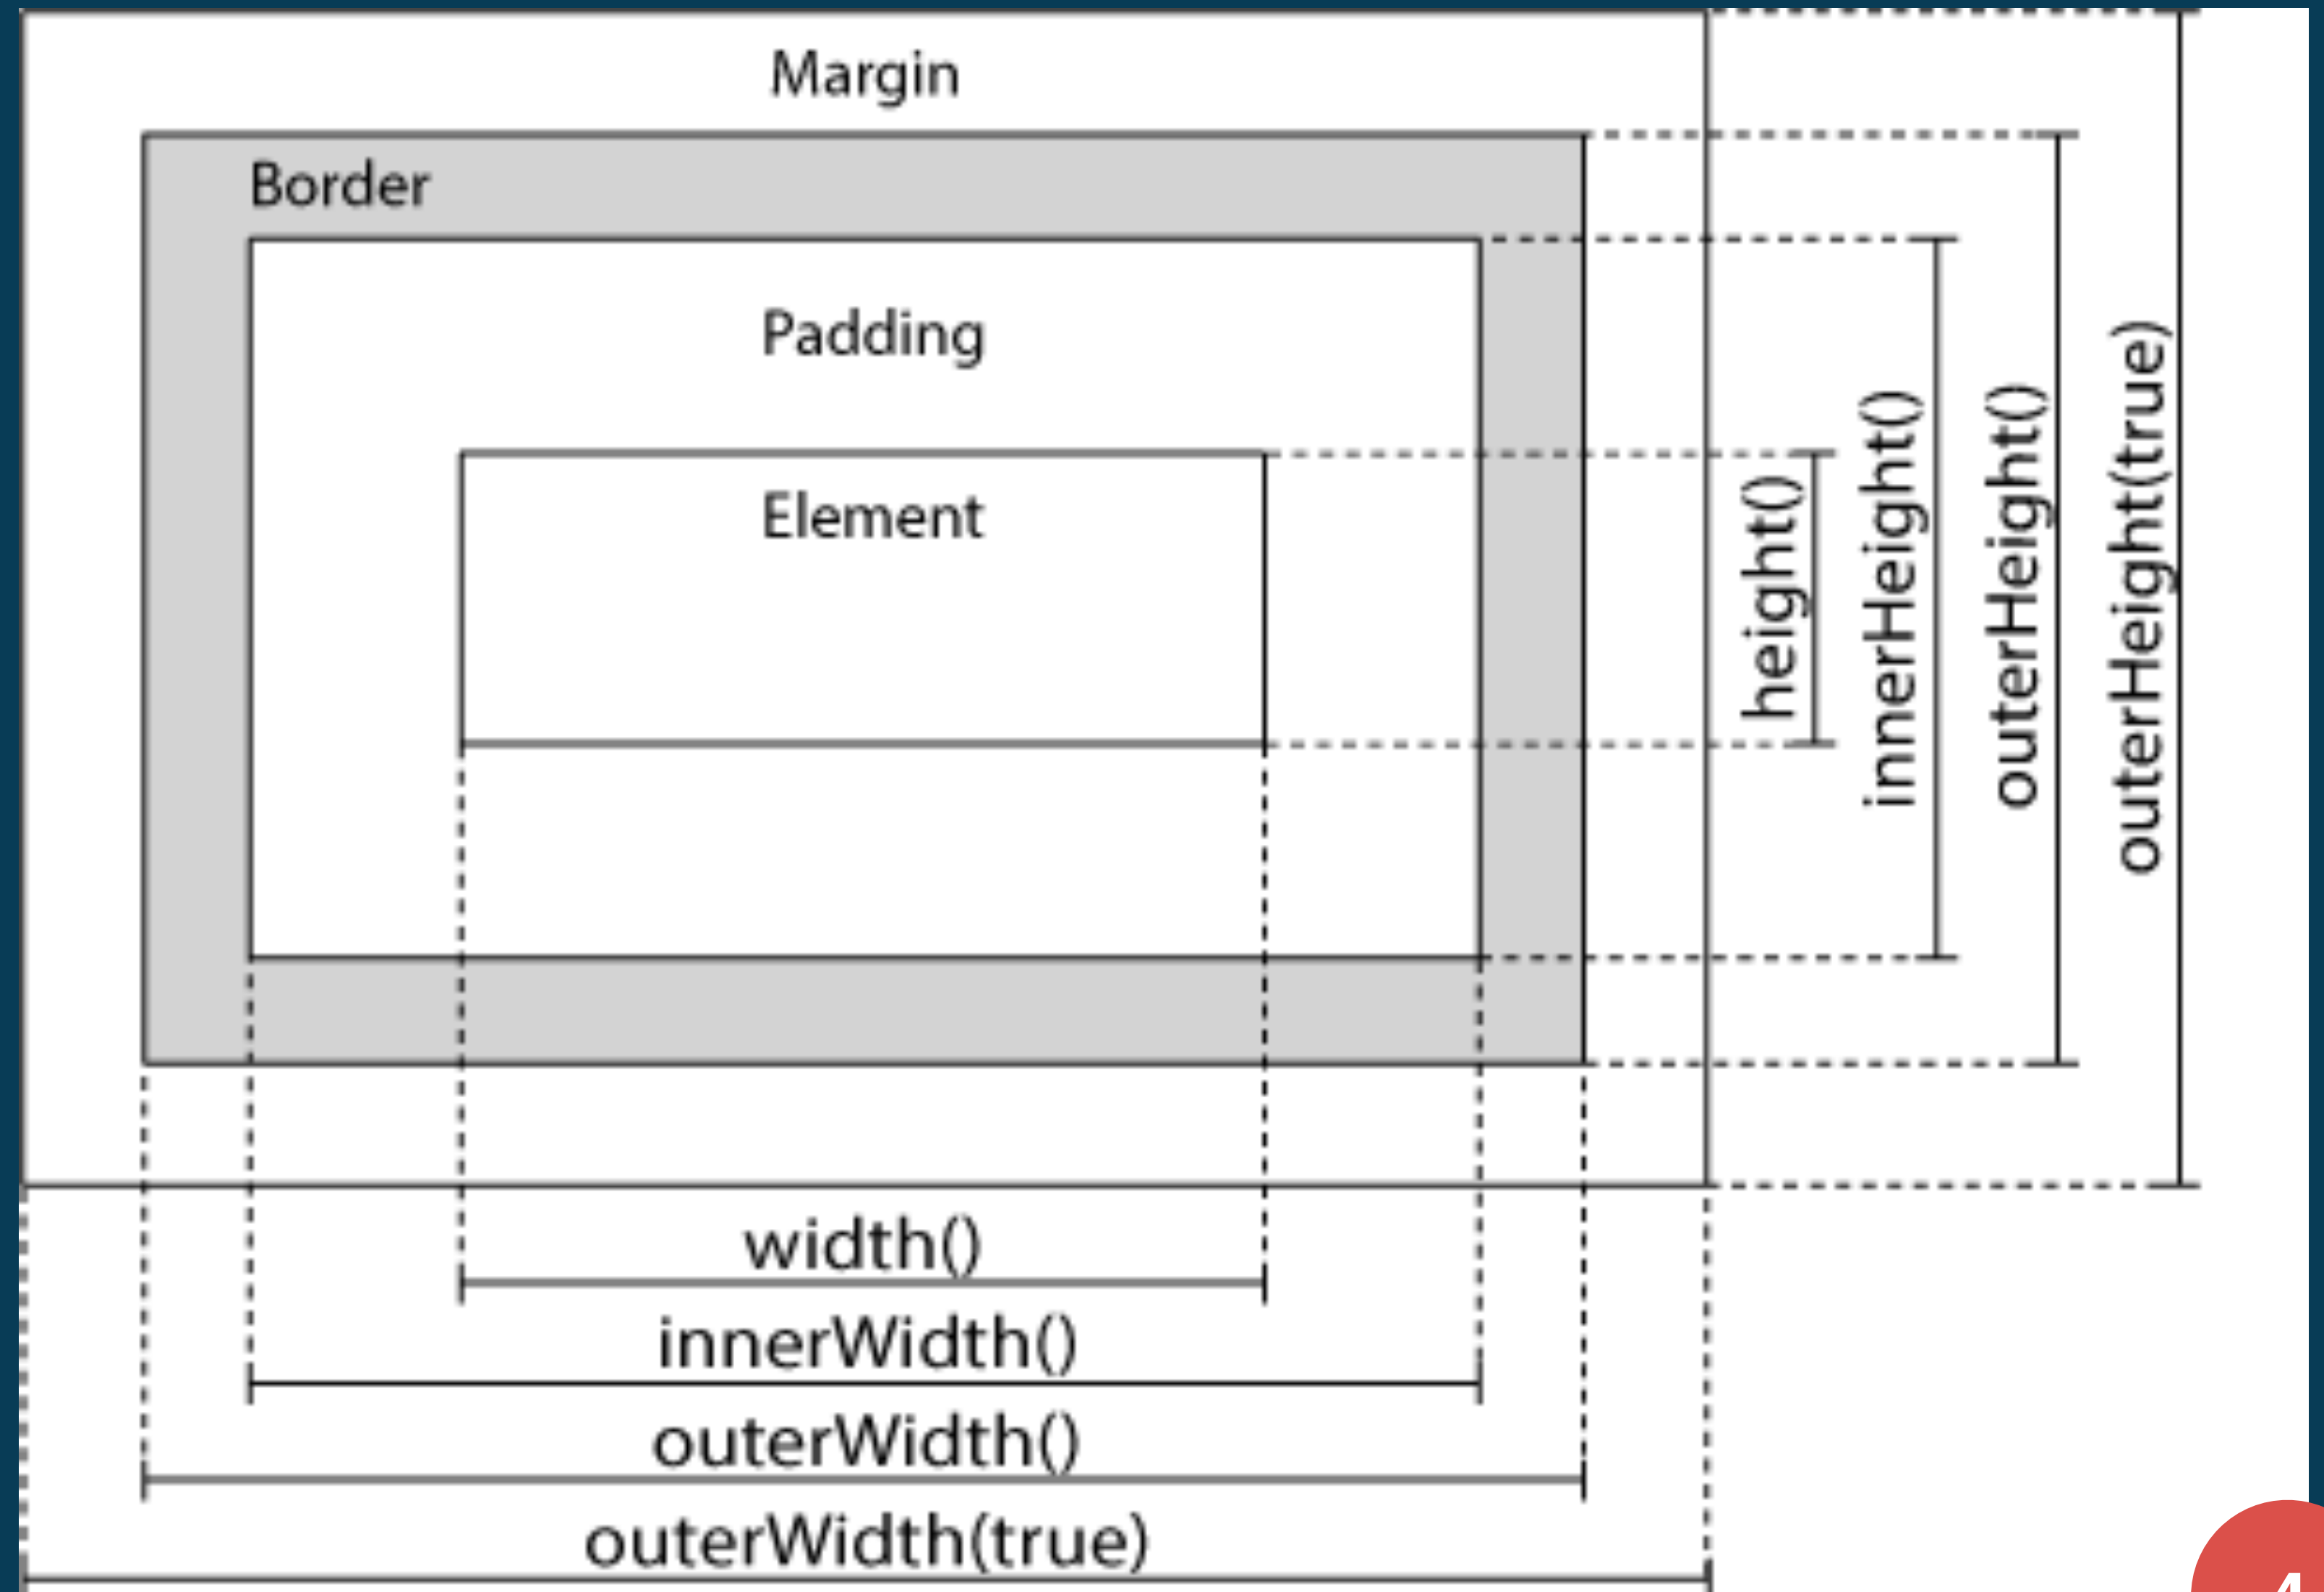 Margin
Border
Padding
Element
height()
innerHeight()
outerHeight()
outerHeight(true)
width()
innerWidth()
outerWidth()
outerWidth(true)